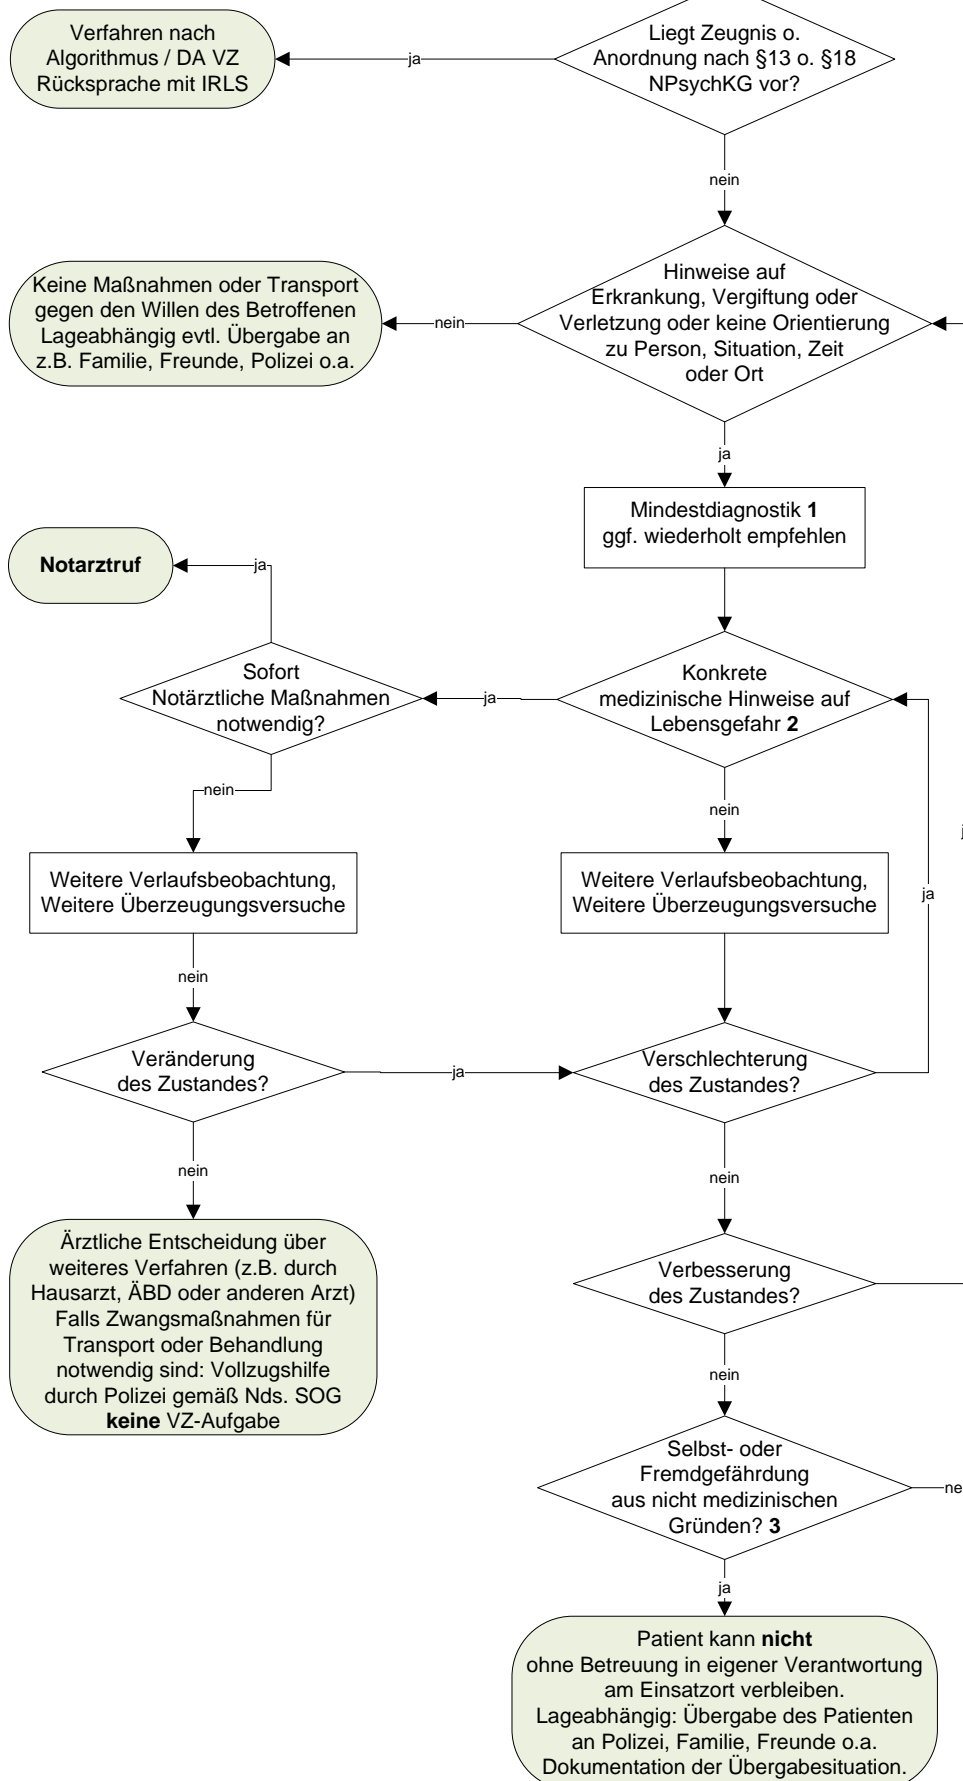 Verfahren nach
Algorithmus / DA VZ
Rücksprache mit IRLS
ja
Liegt Zeugnis o.
Anordnung nach §13 o. §18
NPsychKG vor?
nein
Keine Maßnahmen oder Transport
gegen den Willen des Betroffenen
Lageabhängig evtl. Übergabe an
z.B. Familie, Freunde, Polizei o.a.
nein
Hinweise auf
Erkrankung, Vergiftung oder
Verletzung oder keine Orientierung
zu Person, Situation, Zeit
oder Ort
ja
Mindestdiagnostik 1
ggf. wiederholt empfehlen
Notarztruf
ja
Sofort
Notärztliche Maßnahmen
notwendig?
ja
Konkrete
medizinische Hinweise auf
Lebensgefahr 2
nein
nein
Weitere Verlaufsbeobachtung,
Weitere Überzeugungsversuche
Weitere Verlaufsbeobachtung,
Weitere Überzeugungsversuche
ja
nein
Veränderung
des Zustandes?
ja
Verschlechterung
des Zustandes?
nein
nein
Ärztliche Entscheidung über
weiteres Verfahren (z.B. durch
Hausarzt, ÄBD oder anderen Arzt)
Falls Zwangsmaßnahmen für
Transport oder Behandlung
notwendig sind: Vollzugshilfe
durch Polizei gemäß Nds. SOG
keine VZ-Aufgabe
Verbesserung
des Zustandes?
nein
Selbst- oder
Fremdgefährdung
aus nicht medizinischen
Gründen? 3
ja
Patient kann nicht
ohne Betreuung in eigener Verantwortung
am Einsatzort verbleiben.
Lageabhängig: Übergabe des Patienten
an Polizei, Familie, Freunde o.a.
Dokumentation der Übergabesituation.